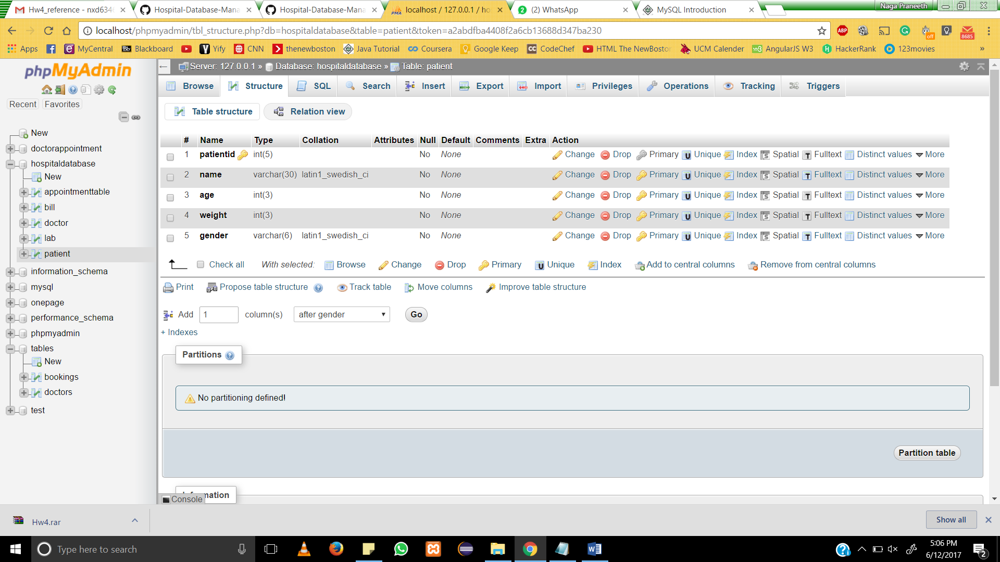 Hw4_reference - nxd6346
Hospital-Database-Mana
Hospital-Database-Mana
PMA localhost / 127.0.0.1 / ho
(2) WhatsApp
MySQL Introduction
Naga Praneeth
localhost/phpmyadmin/tbl_structure.php?db=hospitaldatabase&table=patient&token=a2abdfba4408f2a6cb13688d347ba230
ABP
off
8685
Apps MyCentral Bb Blackboard Yify CNN thenewboston Java Tutorial Coursera Google Keep CC CodeChef HTML The NewBosto UCM Calender w3 AngularJS W3 HackerRank 123movies »
phpMyAdmin
Recent Favorites
New
doctorappointment
hospitaldatabase
New
appointmenttable
bill
doctor
lab
patient
information_schema
mysql
onepage
performance_schema
phpmyadmin
tables
New
bookings
doctors
test
Server: 127.0.0.1 » Database: hospitaldatabase » Table: patient
Browse Structure SQL Search Insert Export Import Privileges Operations Tracking Triggers
Table structure Relation view
# Name Type Collation Attributes Null Default Comments Extra Action
1 patientid int(5) No None Change Drop Primary Unique Index Spatial Fulltext Distinct values More
2 name varchar(30) latin1_swedish_ci No None Change Drop Primary Unique Index Spatial Fulltext Distinct values More
3 age int(3) No None Change Drop Primary Unique Index Spatial Fulltext Distinct values More
4 weight int(3) No None Change Drop Primary Unique Index Spatial Fulltext Distinct values More
5 gender varchar(6) latin1_swedish_ci No None Change Drop Primary Unique Index Spatial Fulltext Distinct values More
Check all With selected: Browse Change Drop Primary Unique Index Add to central columns Remove from central columns
Print Propose table structure Track table Move columns Improve table structure
Add 1 column(s) after gender Go
+ Indexes
Partitions
No partitioning defined!
Partition table
mation
Console
Hw4.rar
Show all
Type here to search
5:06 PM
6/12/2017
2